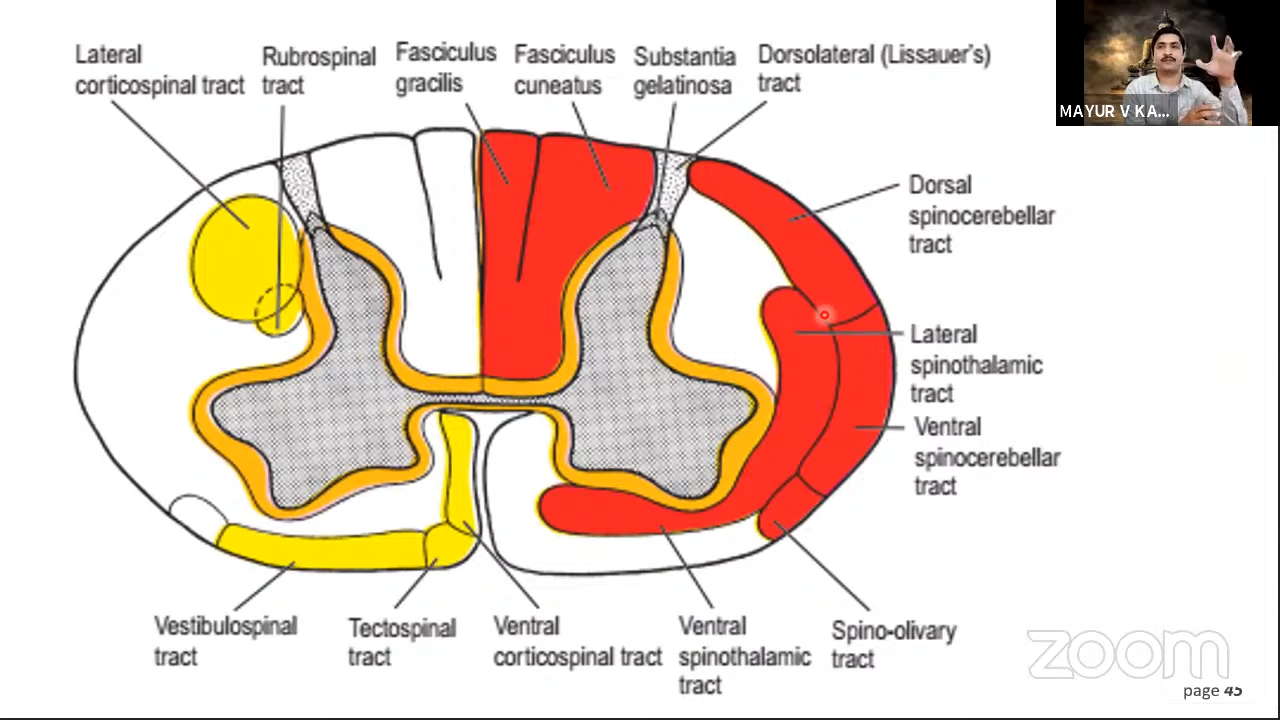 Lateral
corticospinal tract
Rubrospinal
tract
Fasciculus
gracilis
Fasciculus
cuneatus
Substantia
gelatinosa
Dorsolateral (Lissauer's)
tract
MAYUR V KA...
Dorsal
spinocerebellar
tract
Lateral
spinothalamic
tract
Ventral
spinocerebellar
tract
Vestibulospinal
tract
Tectospinal
tract
Ventral
corticospinal tract
Ventral
spinothalamic
tract
Spino-olivary
tract
zoom
page 45